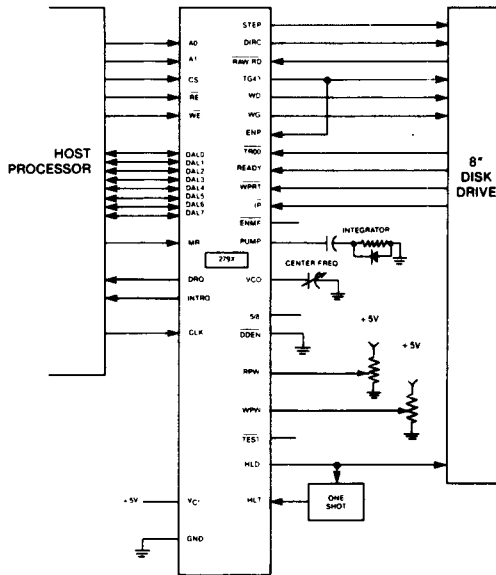 HOST
PROCESSOR
A0
A1
CS
RE
WE
DAL0
DAL1
DAL2
DAL3
DAL4
DAL5
DAL6
DAL7
MR
DRQ
INTRQ
CLK
+5V
VCC
GND
279X
STEP
DIRC
RAW RD
TG43
WD
WG
ENP
TR00
READY
WPRT
IP
ENMF
PUMP
VCO
5/8
DDEN
RPW
WPW
TEST
HLD
HLT
INTEGRATOR
CENTER FREQ
+5V
+5V
ONE
SHOT
8"
DISK
DRIVE